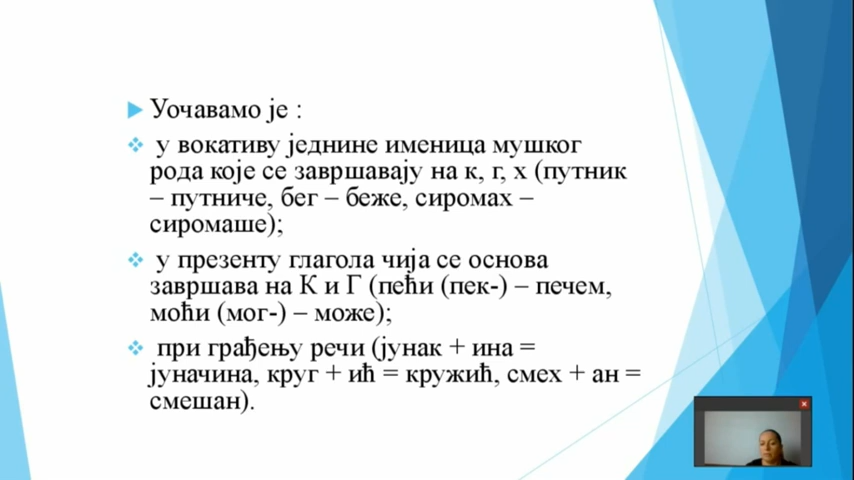 Уочавамо је :
у вокативу једнине именица мушког
рода које се завршавају на к, г, х (путник
– путниче, бег – беже, сиромах –
сиромаше);
у презенту глагола чија се основа
завршава на К и Г (пећи (пек-) – печем,
моћи (мог-) – може);
при грађењу речи (јунак + ина =
јуначина, круг + ић = кружић, смех + ан =
смешан).